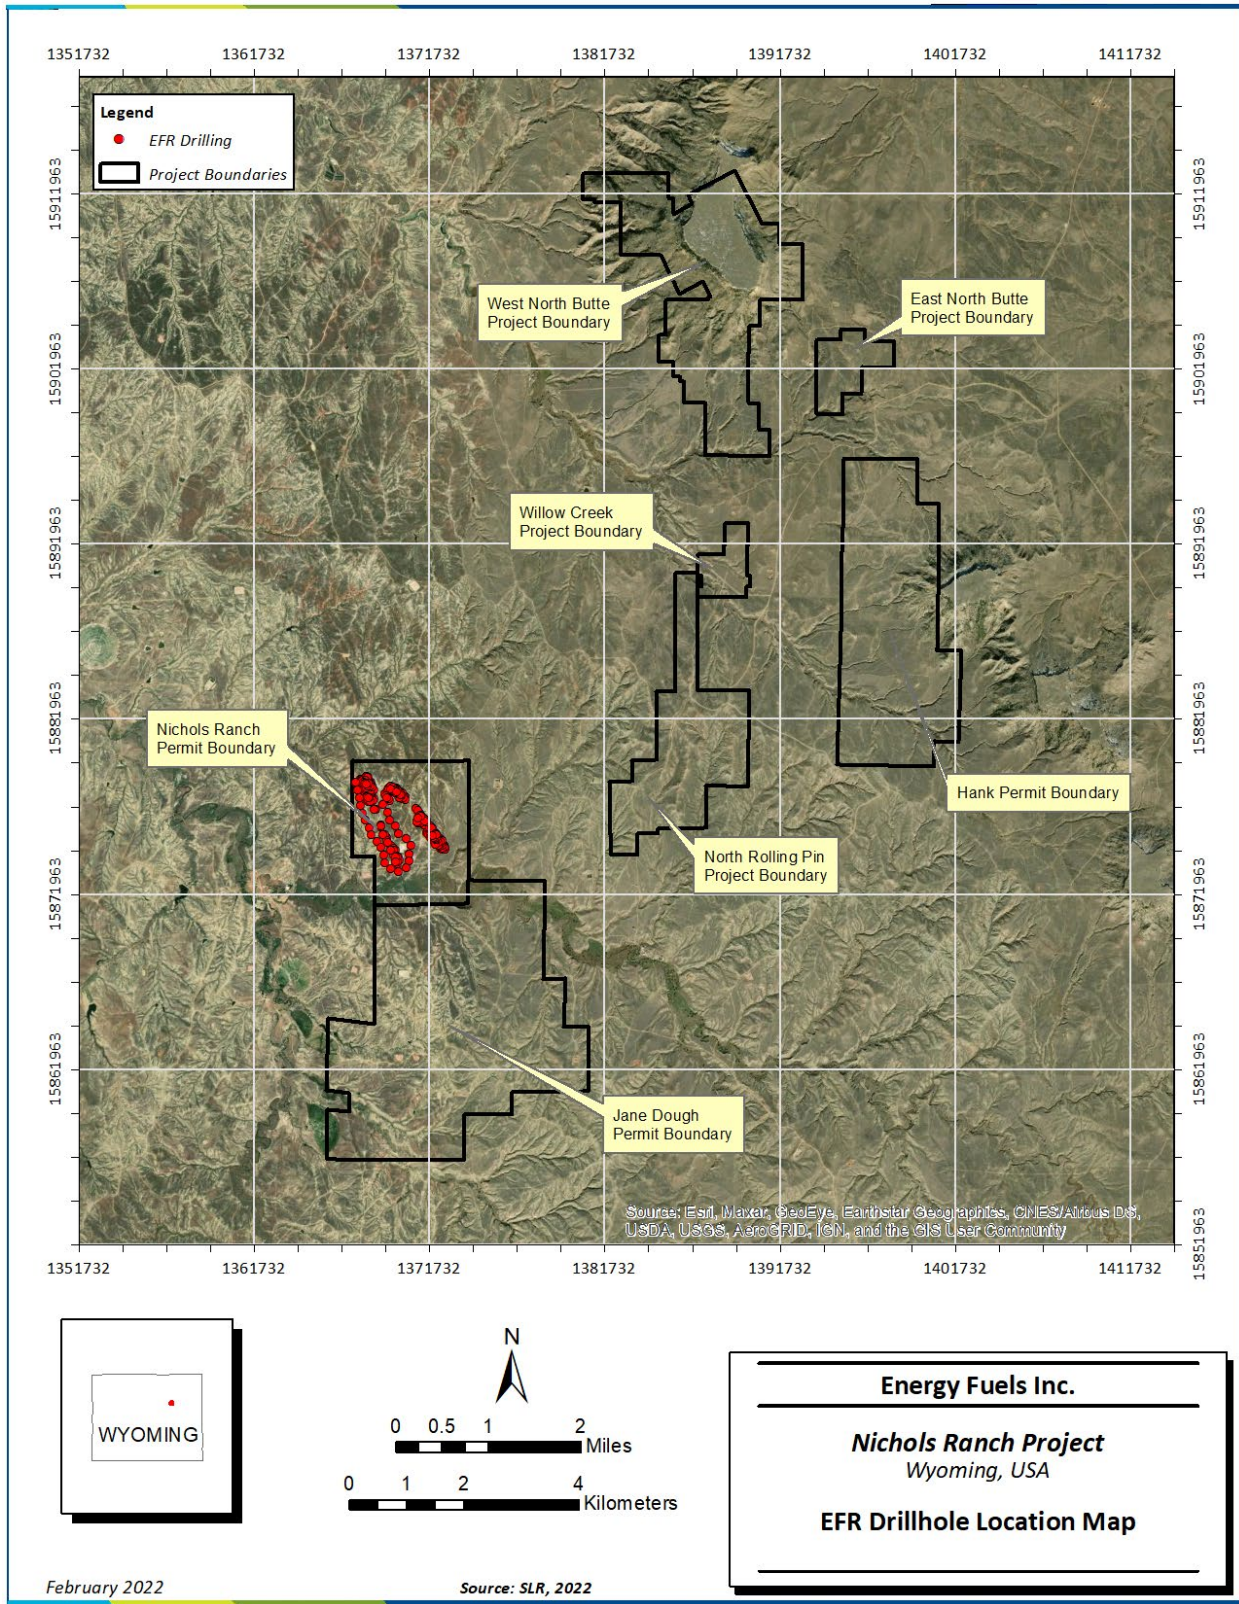 1351732 1361732 1371732 1381732 1391732 1401732 1411732
Legend
EFR Drilling
Project Boundaries
15911963
15911963
West North Butte
Project Boundary
East North Butte
Project Boundary
15901963
15901963
Willow Creek
Project Boundary
15891963
15891963
15881963
15881963
Nichols Ranch
Permit Boundary
Hank Permit Boundary
North Rolling Pin
Project Boundary
15871963
15871963
15861963
15861963
Jane Dough
Permit Boundary
Source: Esri, Maxar, GeoEye, Earthstar Geographics, CNES/Airbus DS,
USDA, USGS, AeroGRID, IGN, and the GIS User Community
15851963
15851963
1351732 1361732 1371732 1381732 1391732 1401732 1411732
WYOMING
N
0 0.5 1 2
Miles
0 1 2 4
Kilometers
Energy Fuels Inc.
Nichols Ranch Project
Wyoming, USA
EFR Drillhole Location Map
February 2022
Source: SLR, 2022